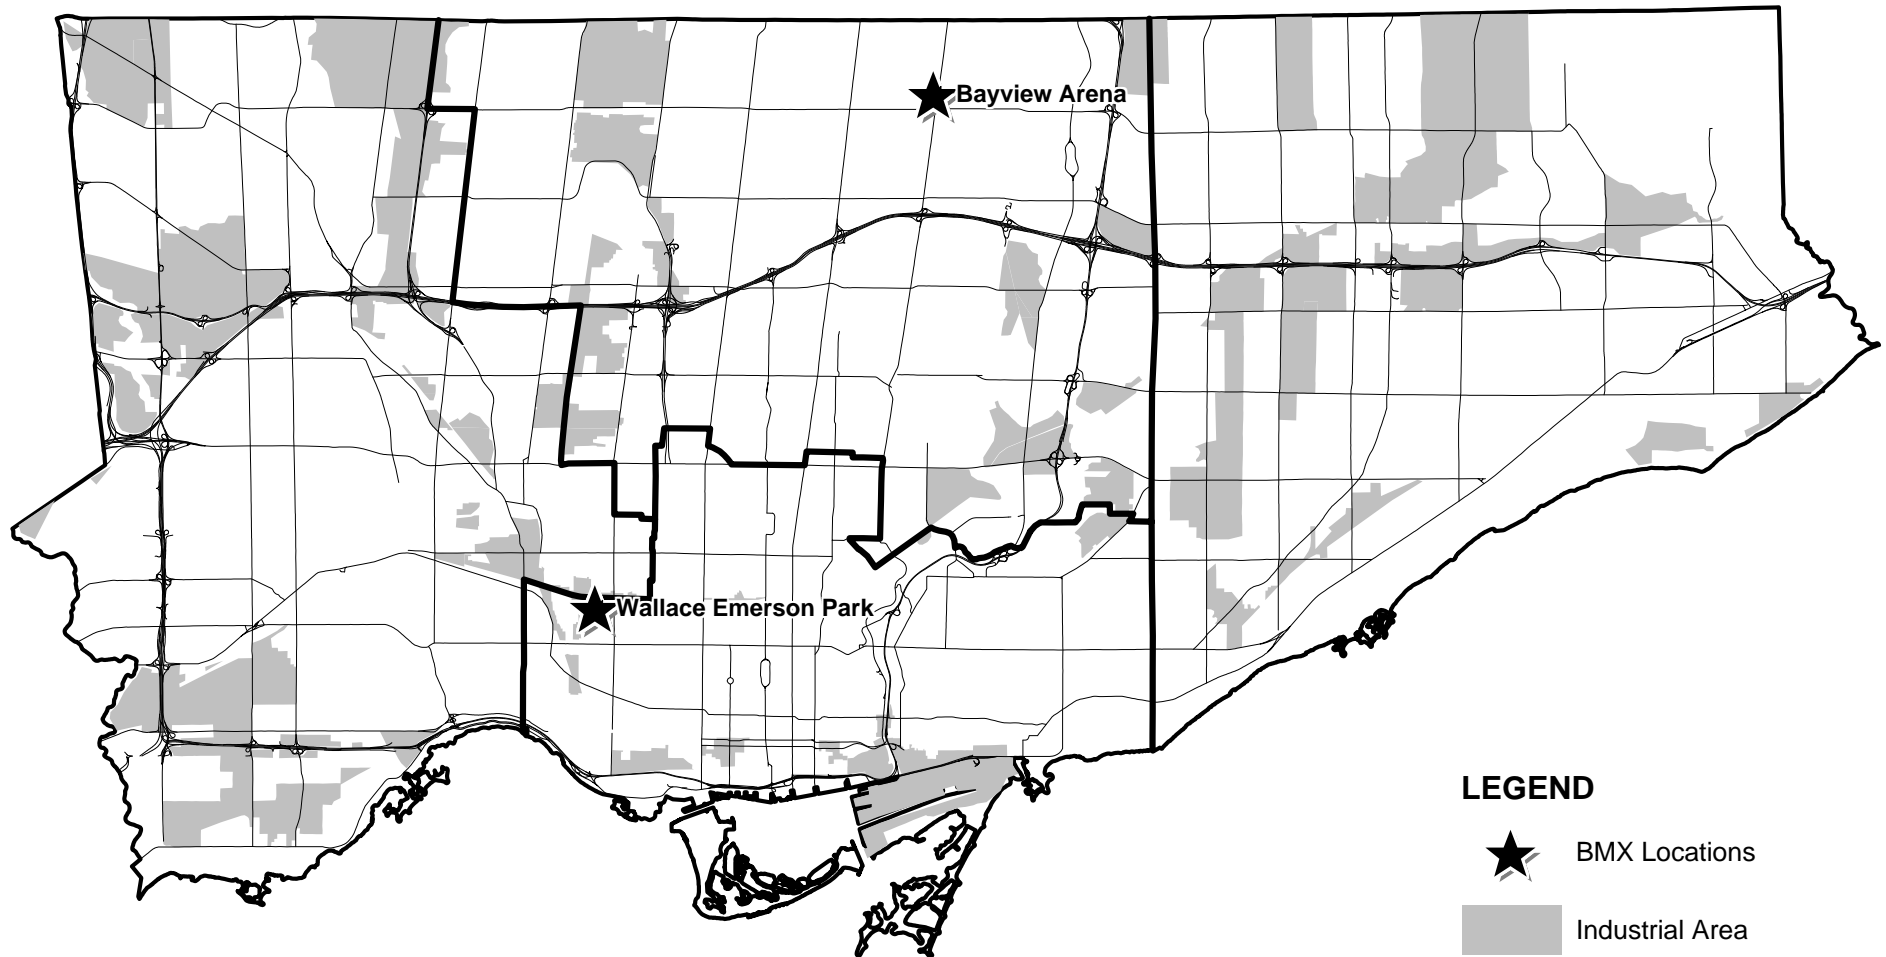 Bayview Arena
Wallace Emerson Park
LEGEND
BMX Locations
Industrial Area